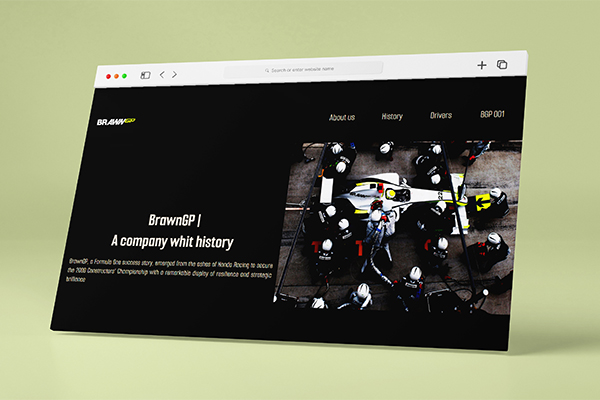 Search or enter website name
BRAWNGP
About us
History
Drivers
BGP 001
BrawnGP |
A company whit history
BrawnGP, a Formula One success story, emerged from the ashes of Honda Racing to secure
the 2009 Constructors' Championship with a remarkable display of resilience and strategic
brilliance
22